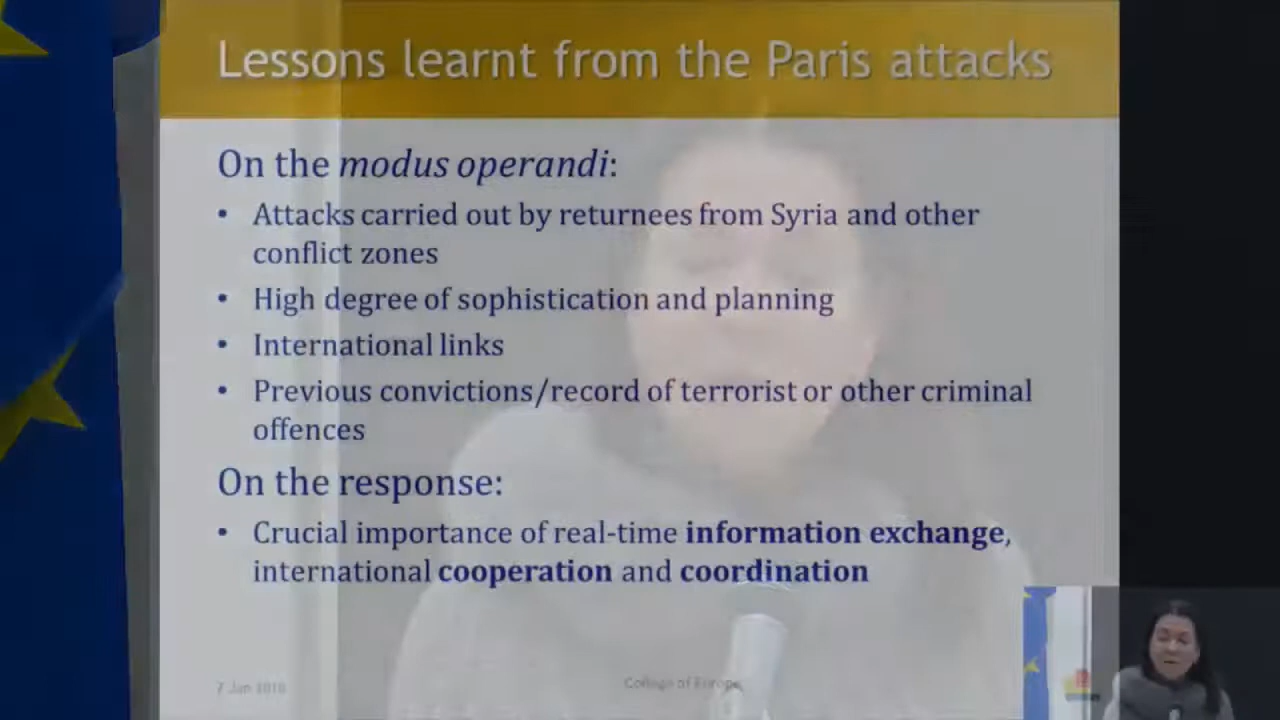 Lessons learnt from the Paris attacks
On the modus operandi:
• Attacks carried out by returnees from Syria and other
conflict zones
• High degree of sophistication and planning
• International links
• Previous convictions/record of terrorist or other criminal
offences
On the response:
• Crucial importance of real-time information exchange,
international cooperation and coordination
7 Jan
College of Europe